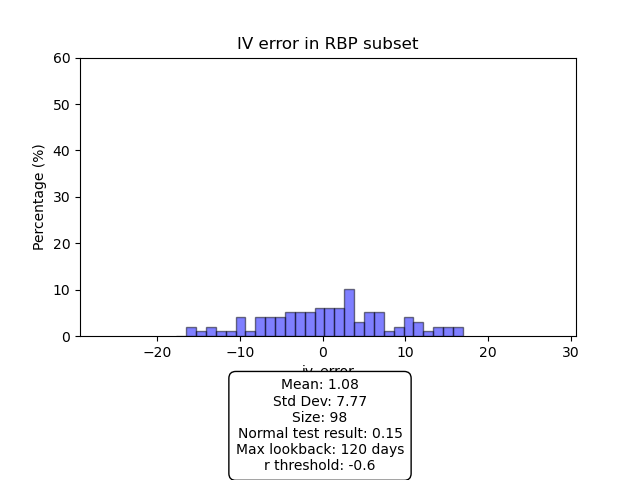 IV error in RBP subset
60
50
40
30
20
10
0
Percentage (%)
−20 −10 0 10 20 30
iv_error
Mean: 1.08
Std Dev: 7.77
Size: 98
Normal test result: 0.15
Max lookback: 120 days
r threshold: -0.6